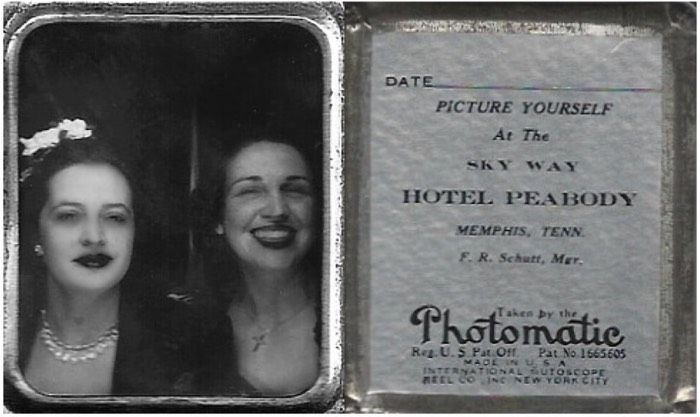 DATE
PICTURE YOURSELF
At The
SKY WAY
HOTEL PEABODY
MEMPHIS, TENN.
F. R. Schutt, Mgr.
Taken by the
Photomatic
Reg. U. S. Pat. Off. Pat. No. 1665605
MADE IN U. S. A.
INTERNATIONAL MUTOSCOPE
REEL CO., INC. NEW YORK CITY